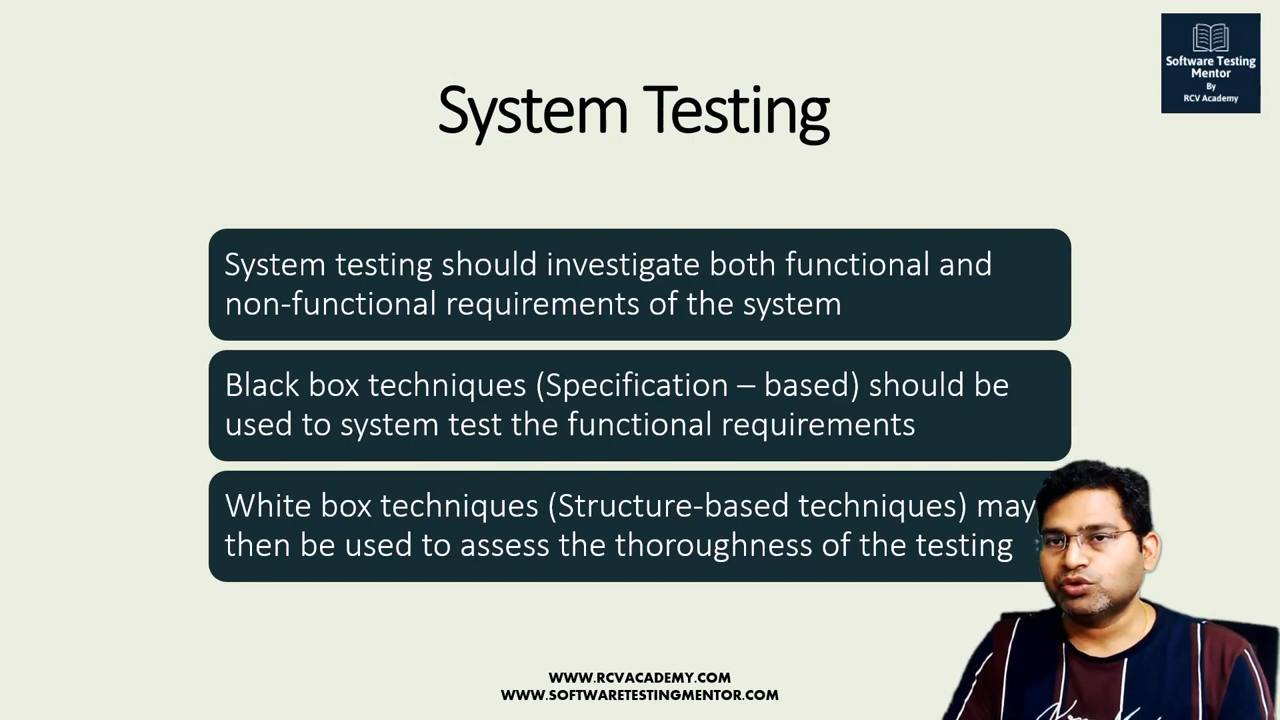 Software Testing
Mentor
By
RCV Academy
System Testing
System testing should investigate both functional and
non-functional requirements of the system
Black box techniques (Specification – based) should be
used to system test the functional requirements
White box techniques (Structure-based techniques) may
then be used to assess the thoroughness of the testing
WWW.RCVACADEMY.COM
WWW.SOFTWARETESTINGMENTOR.COM